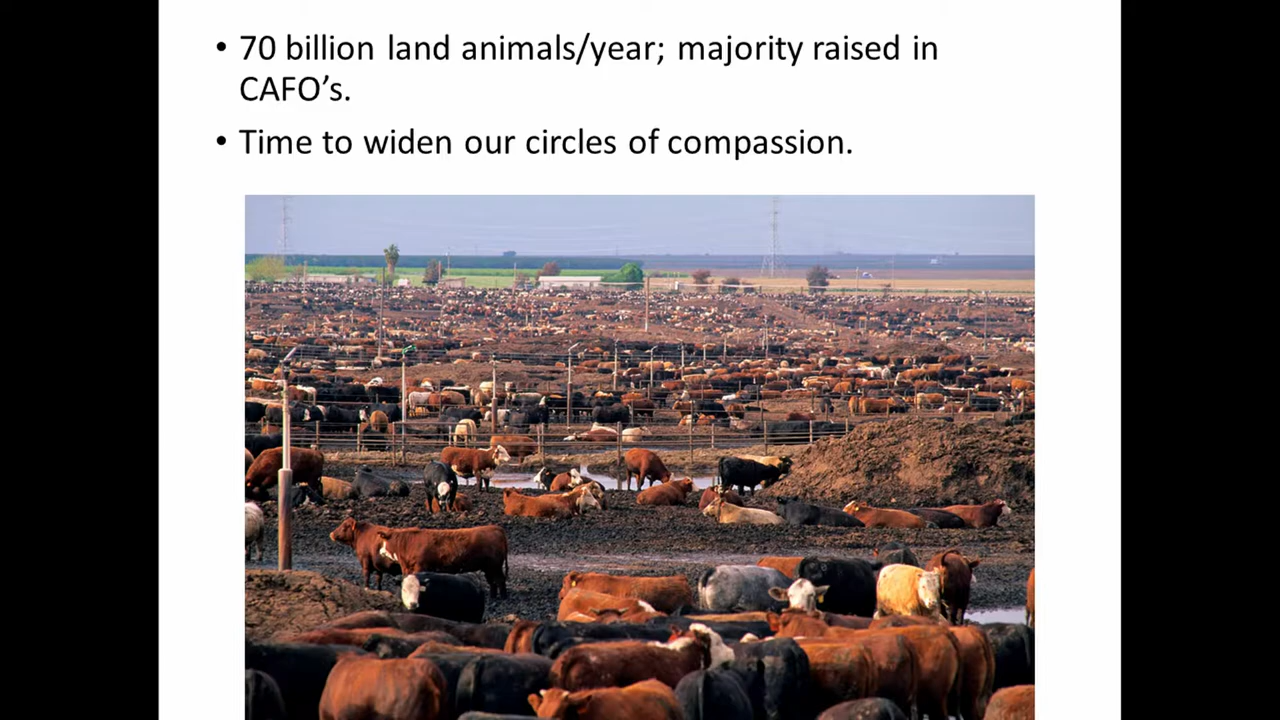 • 70 billion land animals/year; majority raised in
CAFO’s.
• Time to widen our circles of compassion.